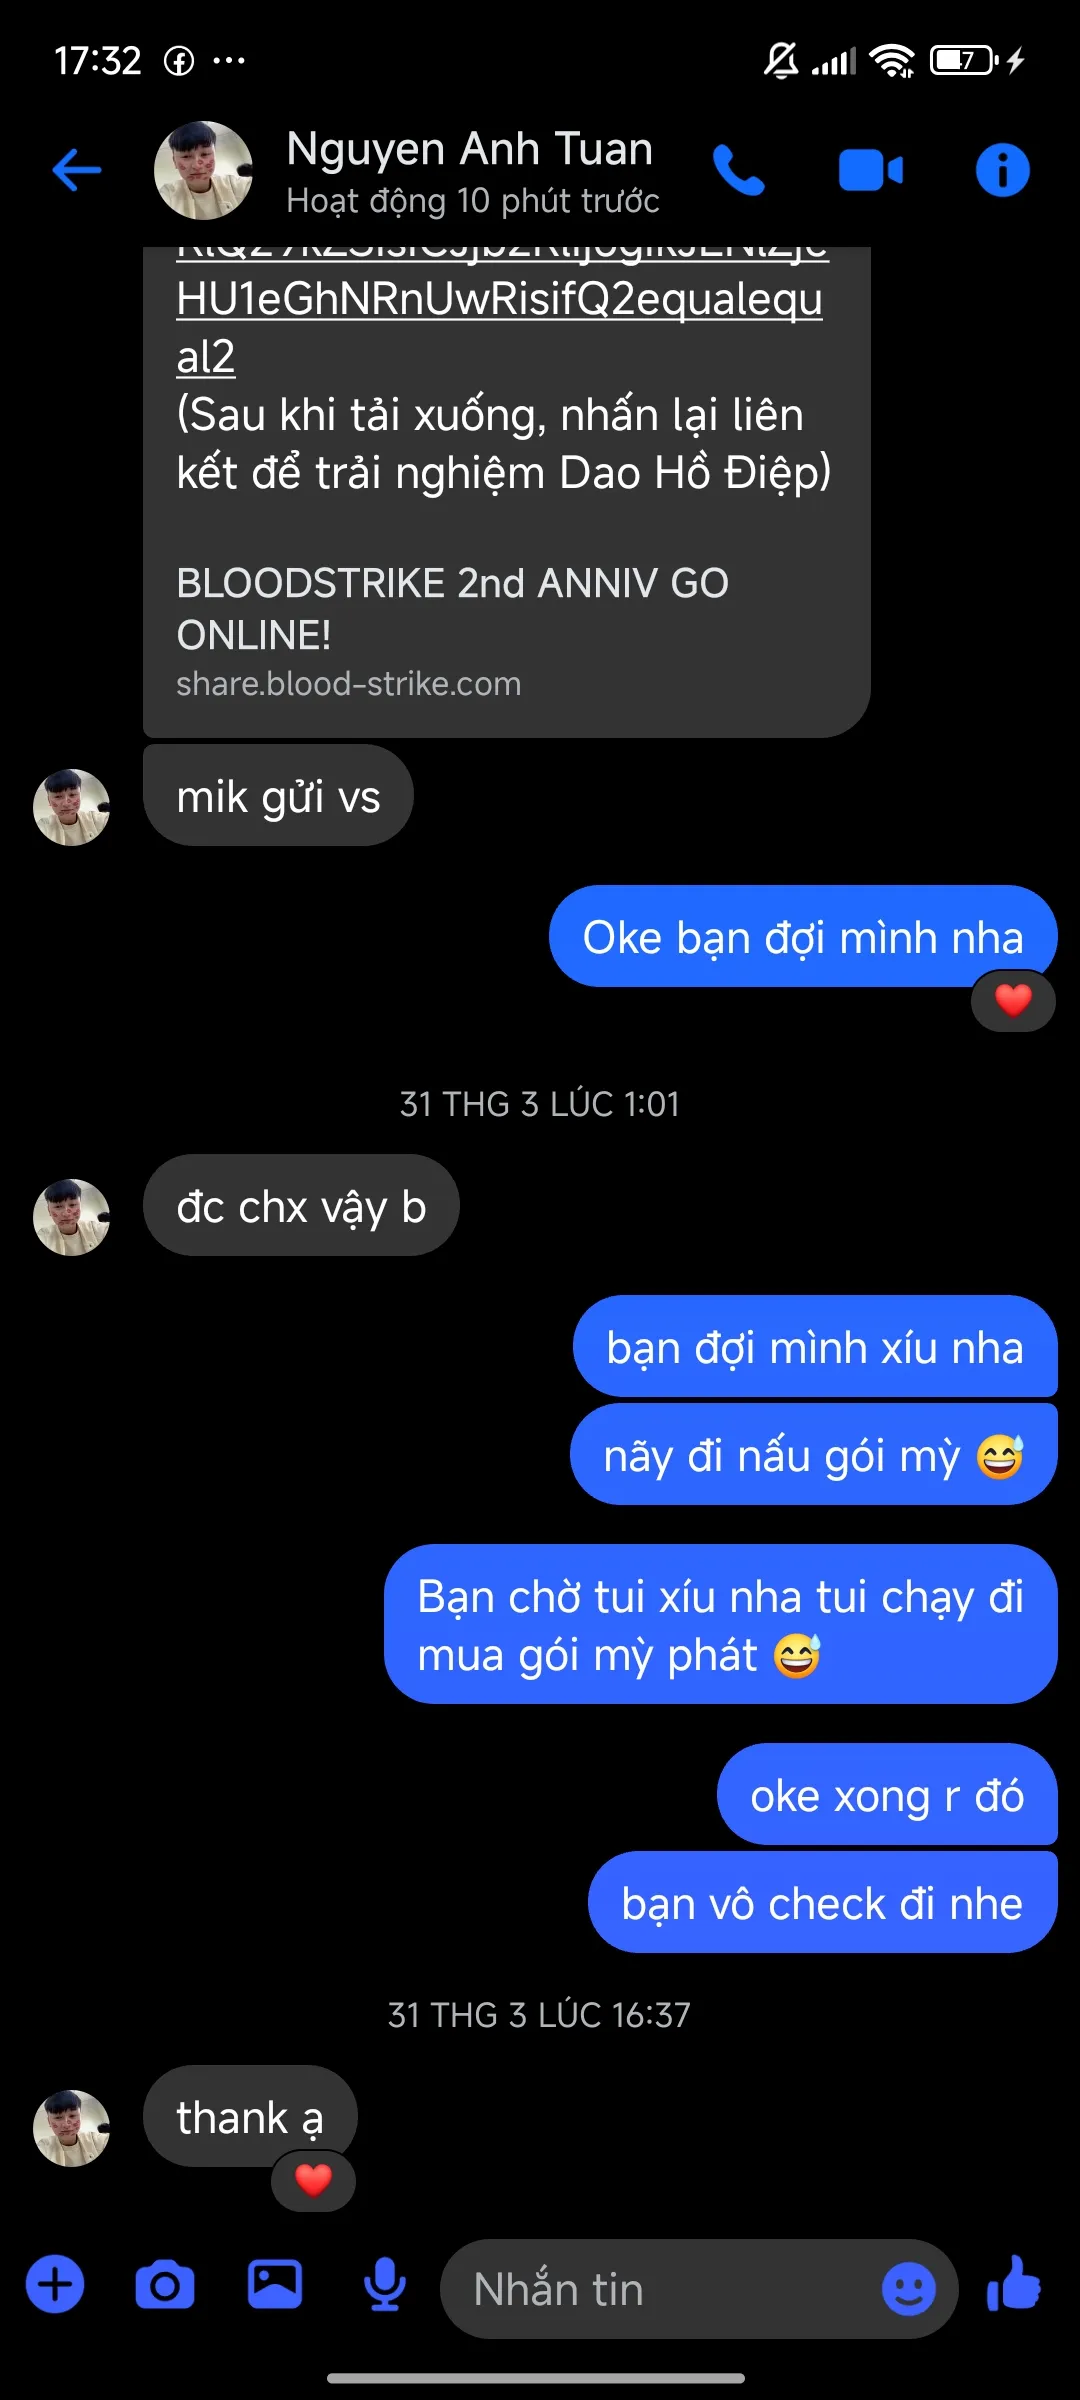 17:32
47
Nguyen Anh Tuan
Hoạt động 10 phút trước
HU1eGhNRnUwRisifQ2equalequ
al2
(Sau khi tải xuống, nhấn lại liên
kết để trải nghiệm Dao Hồ Điệp)
BLOODSTRIKE 2nd ANNIV GO
ONLINE!
share.blood-strike.com
mik gửi vs
Oke bạn đợi mình nha
31 THG 3 LÚC 1:01
đc chx vậy b
bạn đợi mình xíu nha
nãy đi nấu gói mỳ 😅
Bạn chờ tui xíu nha tui chạy đi
mua gói mỳ phát 😅
oke xong r đó
bạn vô check đi nhe
31 THG 3 LÚC 16:37
thank ạ
Nhắn tin